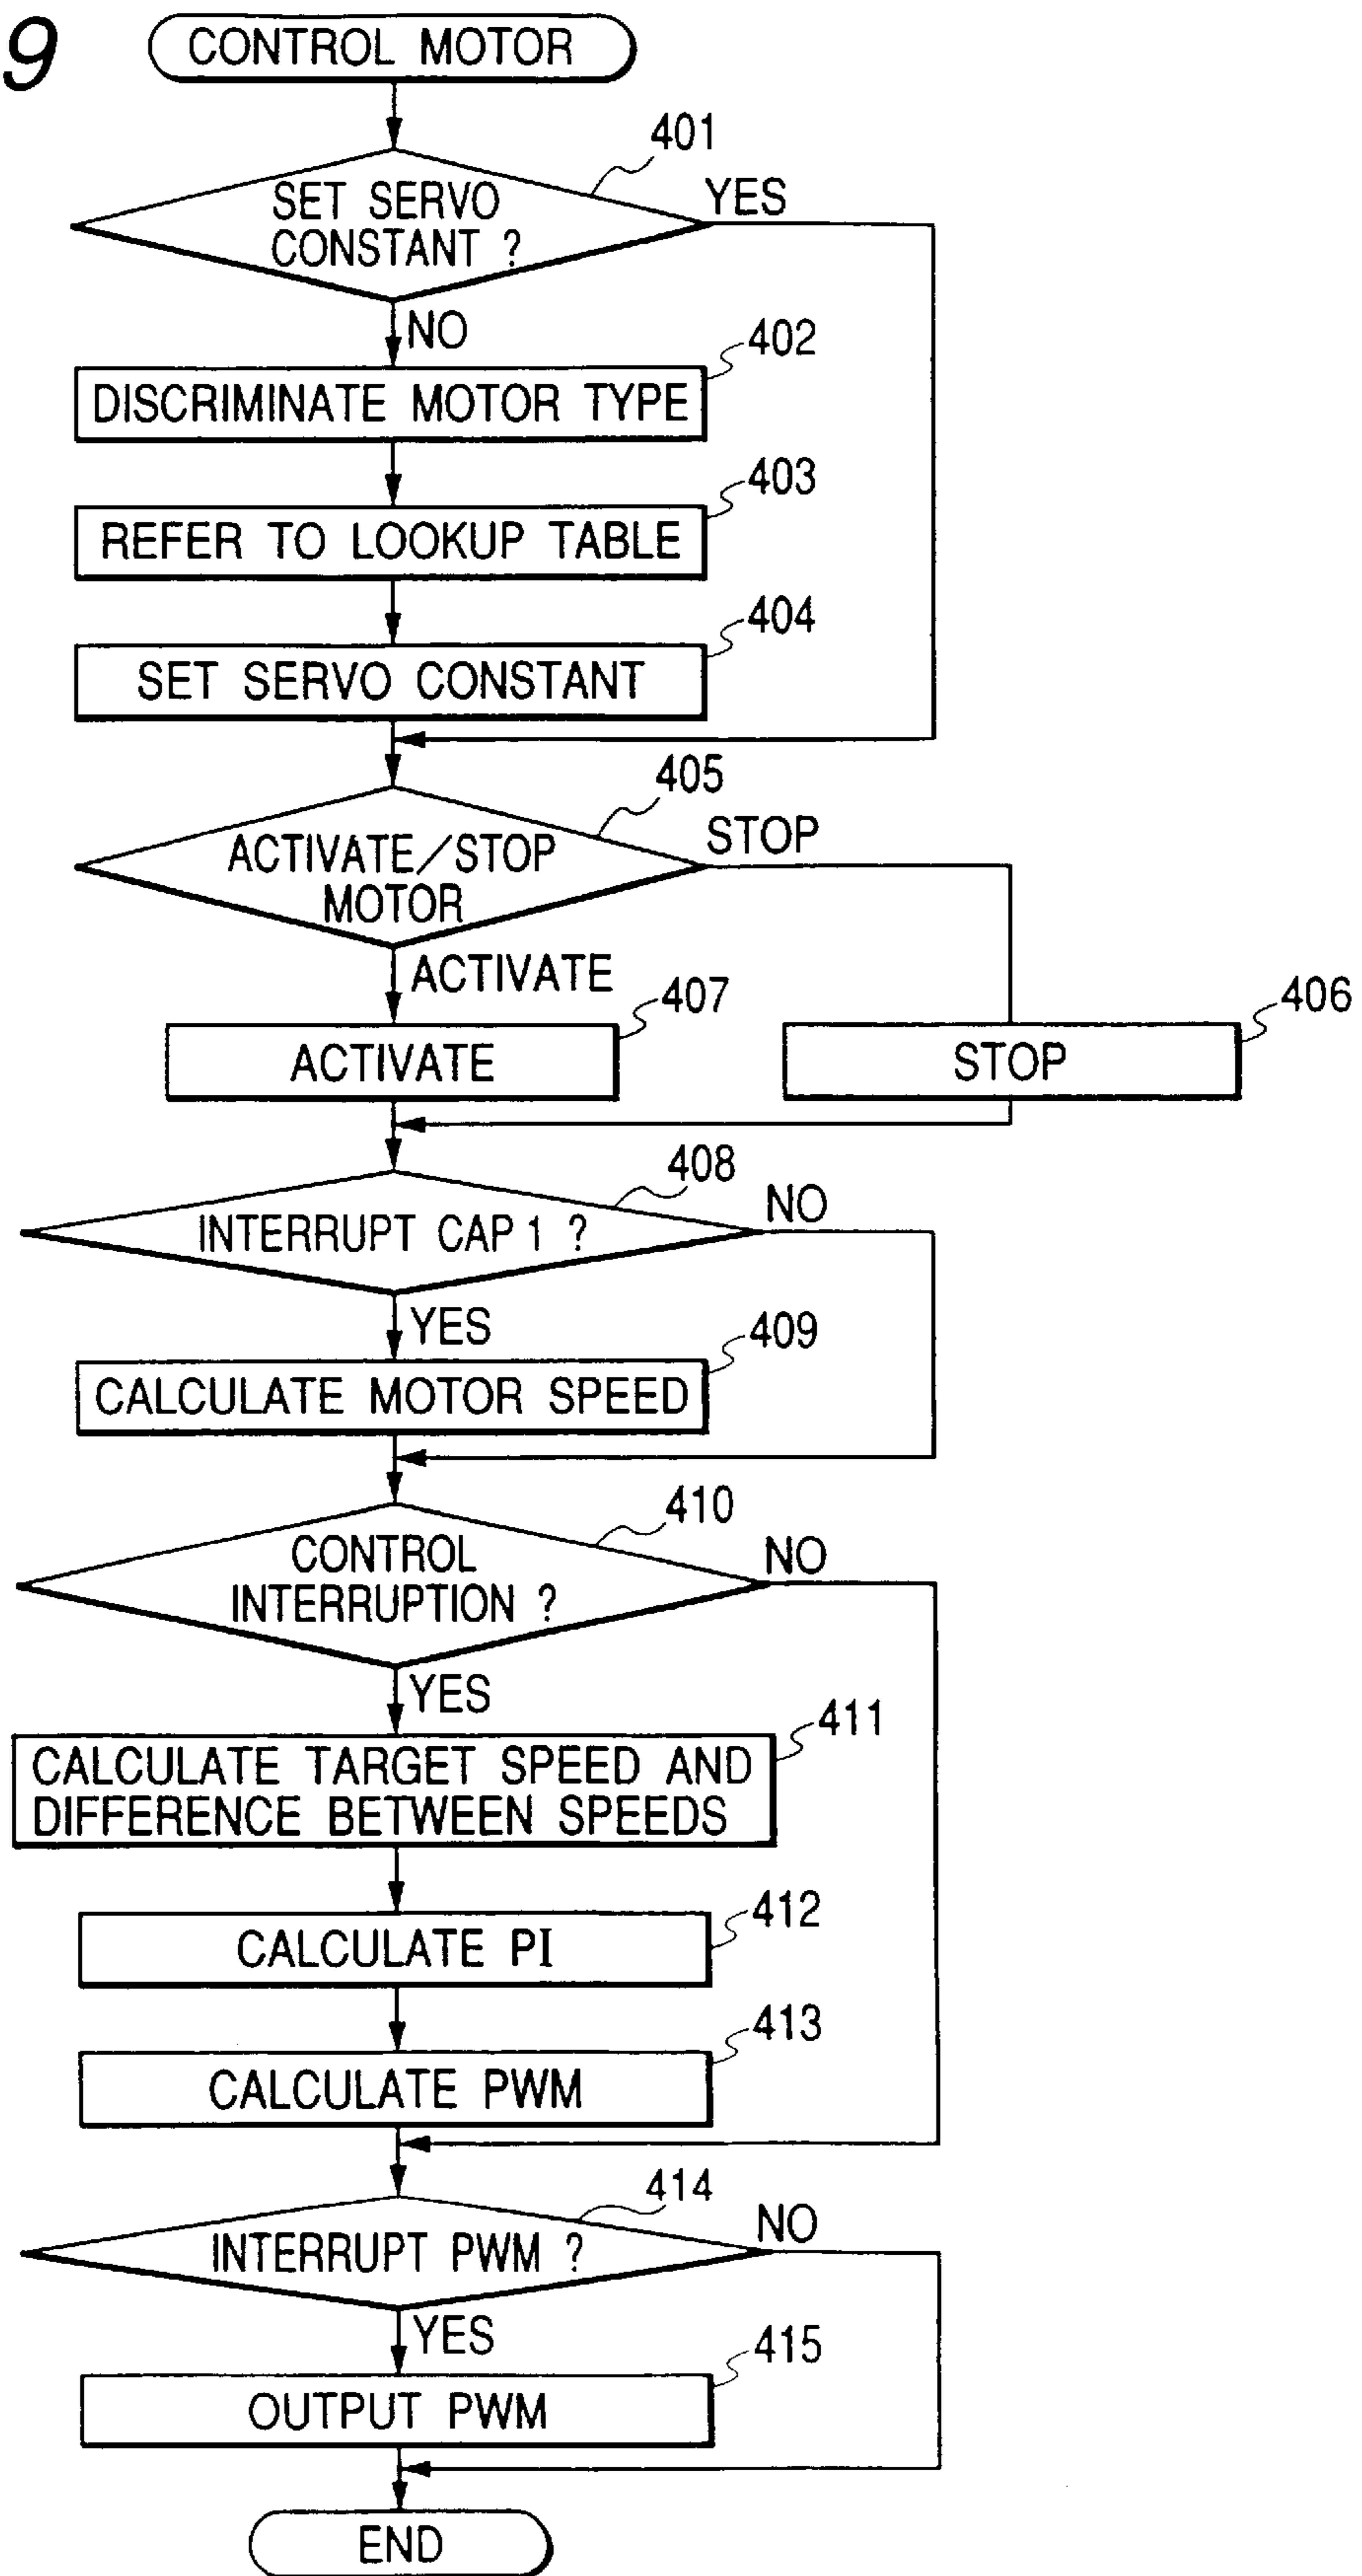 9
CONTROL MOTOR
401
SET SERVO
CONSTANT ?
YES
NO
402
DISCRIMINATE MOTOR TYPE
403
REFER TO LOOKUP TABLE
404
SET SERVO CONSTANT
405
ACTIVATE/STOP
MOTOR
STOP
ACTIVATE
407
ACTIVATE
406
STOP
408
INTERRUPT CAP 1 ?
NO
YES
409
CALCULATE MOTOR SPEED
410
CONTROL
INTERRUPTION ?
NO
YES
411
CALCULATE TARGET SPEED AND
DIFFERENCE BETWEEN SPEEDS
412
CALCULATE PI
413
CALCULATE PWM
414
INTERRUPT PWM ?
NO
YES
415
OUTPUT PWM
END